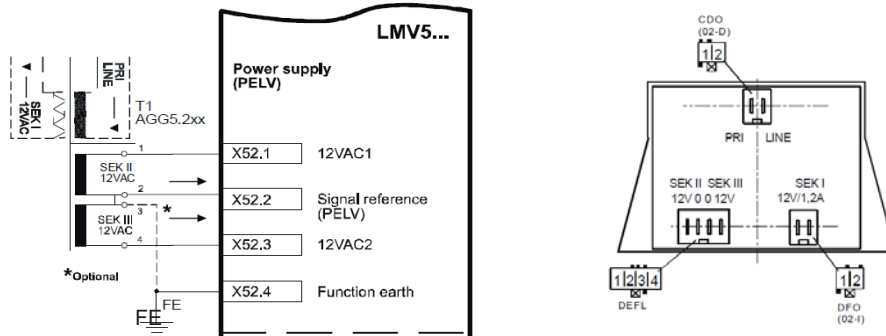 LMV5...
Power supply
(PELV)
PRI
LINE
SEK I
12VAC
T1
AGG5.2xx
1
SEK II
12VAC
2
3
SEK III
12VAC
4
*
*Optional
X52.1
12VAC1
X52.2
Signal reference
(PELV)
X52.3
12VAC2
X52.4
Function earth
FE
FE
CDO
(02-D)
1 2
PRI LINE
SEK II SEK III
12V 0 0 12V
SEK I
12V/1,2A
1 2 3 4
DEFL
1 2
DFO
(02-I)